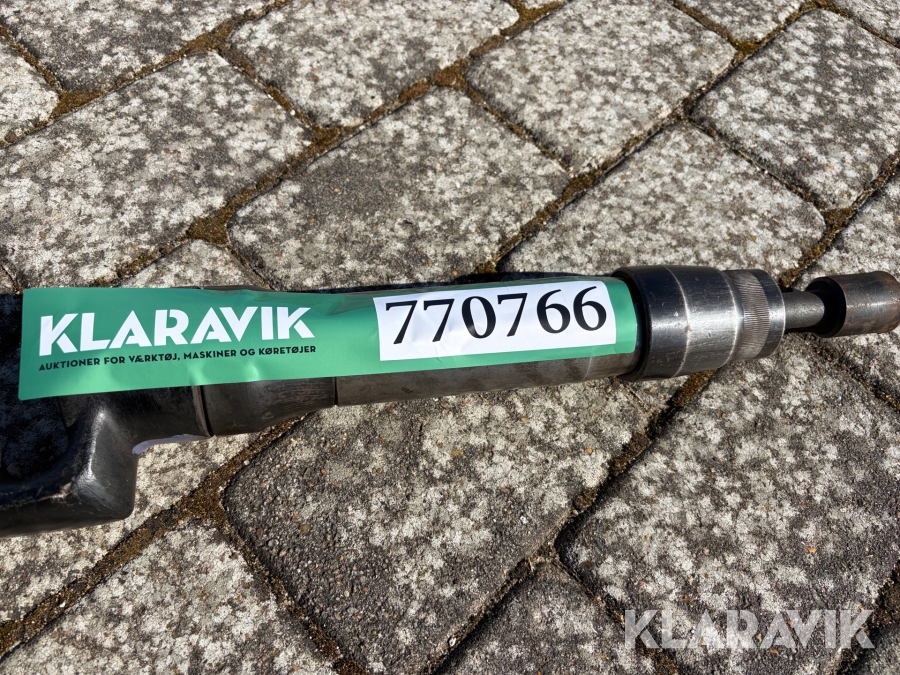 KLARAVIK
AUKTIONER FOR VÆRKTØJ, MASKINER OG KØRETØJER
770766
KLARAVIK